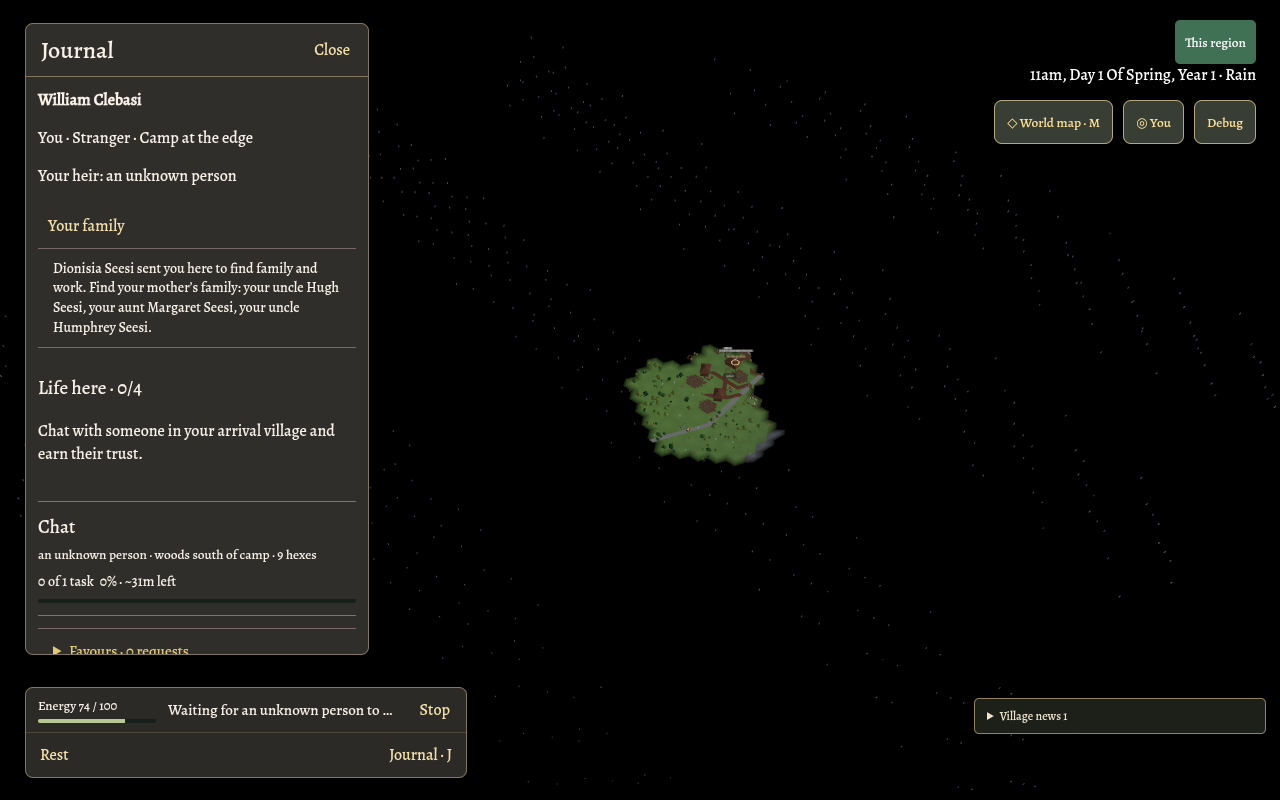 Journal
Close
William Clebasi
You · Stranger · Camp at the edge
Your heir: an unknown person
Your family
Dionisia Seesi sent you here to find family and
work. Find your mother's family: your uncle Hugh
Seesi, your aunt Margaret Seesi, your uncle
Humphrey Seesi.
Life here · 0/4
Chat with someone in your arrival village and
earn their trust.
Chat
an unknown person · woods south of camp · 9 hexes
0 of 1 task 0% · ~31m left
▶ Favours · 0 requests
Energy 74 / 100
Waiting for an unknown person to ...
Stop
Rest
Journal · J
This region
11am, Day 1 Of Spring, Year 1 · Rain
◇ World map · M
◎ You
Debug
▶ Village news 1